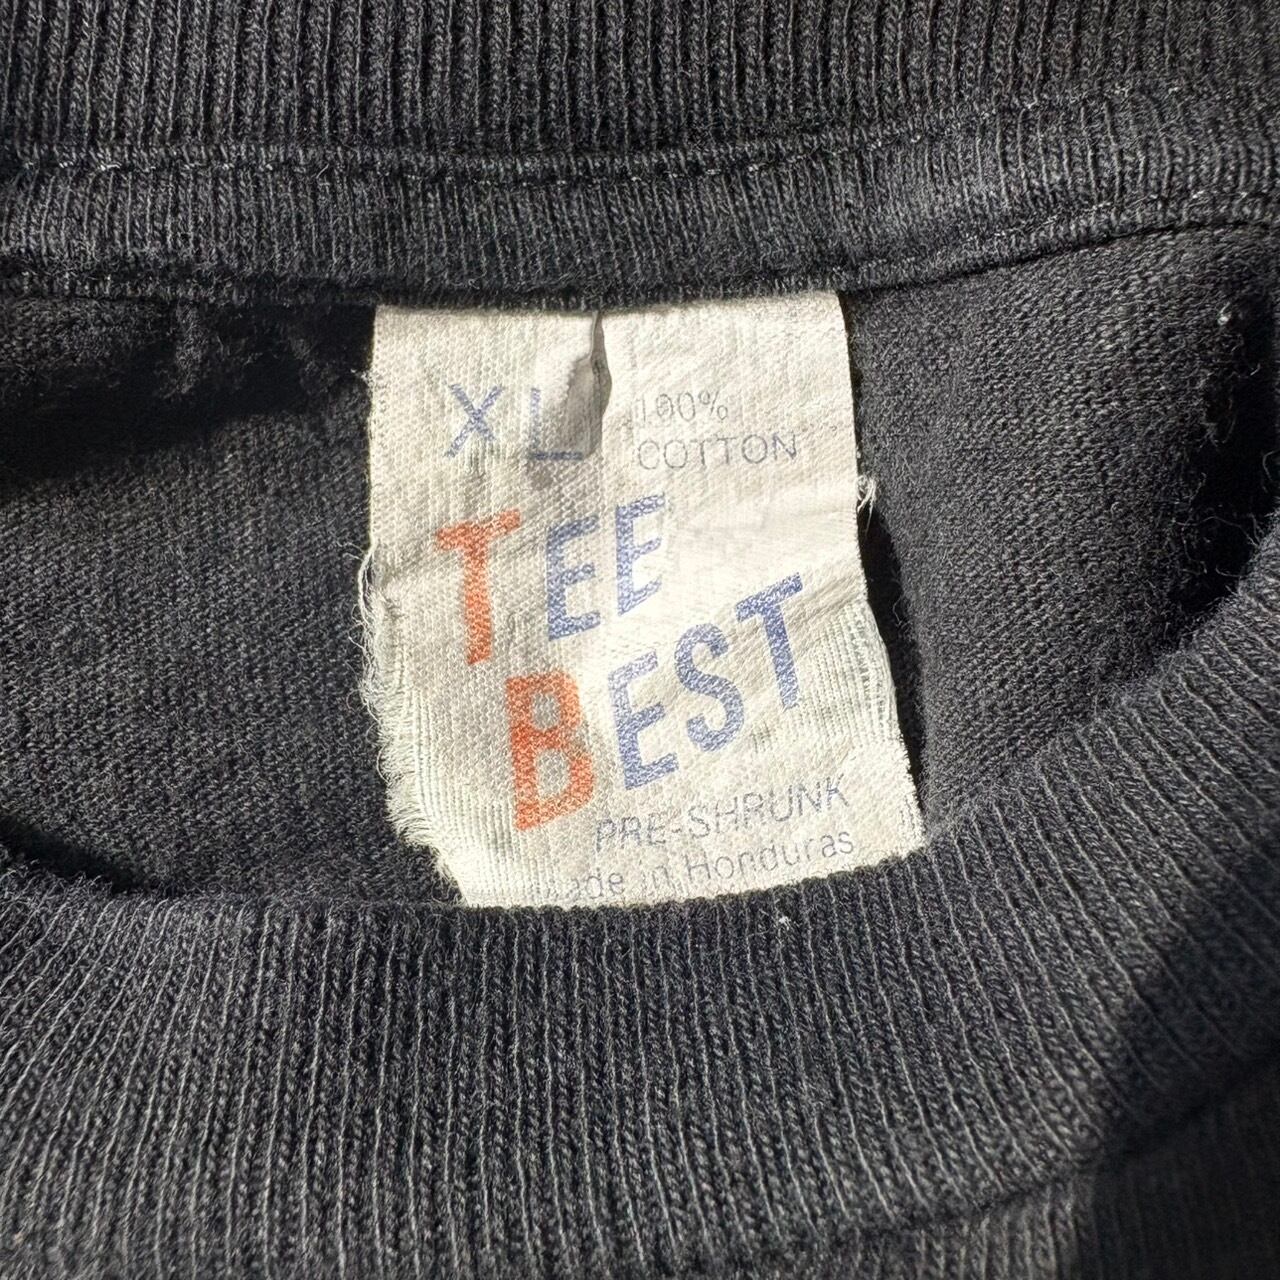 XL
100%
COTTON
TEE
BEST
PRE-SHRUNK
Made in Honduras